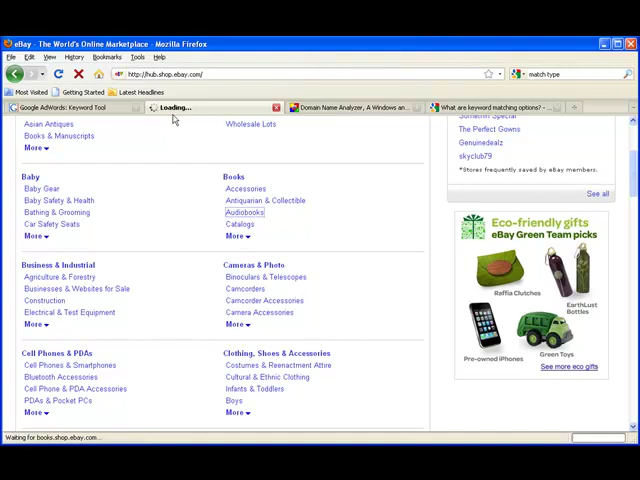 eBay - The World's Online Marketplace - Mozilla Firefox
File Edit View History Bookmarks Tools Help
http://hub.shop.ebay.com/
match type
Most Visited Getting Started Latest Headlines
Google AdWords: Keyword Tool
Loading...
Domain Name Analyzer, A Windows an...
What are keyword matching options? -...
Asian Antiques
Books & Manuscripts
More
Wholesale Lots
Baby
Baby Gear
Baby Safety & Health
Bathing & Grooming
Car Safety Seats
More
Books
Accessories
Antiquarian & Collectible
Audiobooks
Catalogs
More
Business & Industrial
Agriculture & Forestry
Businesses & Websites for Sale
Construction
Electrical & Test Equipment
More
Cameras & Photo
Binoculars & Telescopes
Camcorders
Camcorder Accessories
Camera Accessories
More
Cell Phones & PDAs
Cell Phones & Smartphones
Bluetooth Accessories
Cell Phone & PDA Accessories
PDAs & Pocket PCs
More
Clothing, Shoes & Accessories
Costumes & Reenactment Attire
Cultural & Ethnic Clothing
Infants & Toddlers
Boys
More
Somethin Special
The Perfect Gowns
Genuinedealz
skyclub79
*Stores frequently saved by eBay members.
See all
Eco-friendly gifts
eBay Green Team picks
Raffia Clutches
EarthLust
Bottles
Pre-owned iPhones
Green Toys
See more eco gifts
Waiting for books.shop.ebay.com...